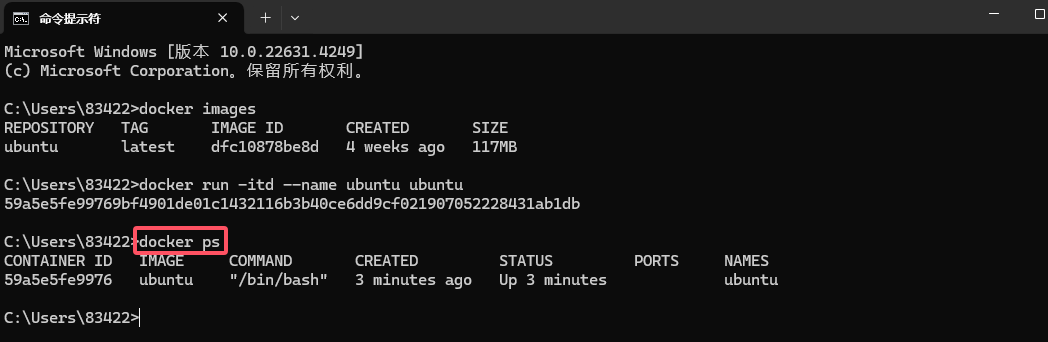 命令提示符
Microsoft Windows [版本 10.0.22631.4249]
(c) Microsoft Corporation。保留所有权利。
C:\Users\83422>docker images
REPOSITORY   TAG       IMAGE ID       CREATED       SIZE
ubuntu       latest    dfc10878be8d   4 weeks ago   117MB
C:\Users\83422>docker run -itd --name ubuntu ubuntu
59a5e5fe99769bf4901de01c1432116b3b40ce6dd9cf021907052228431ab1db
C:\Users\83422>docker ps
CONTAINER ID   IMAGE     COMMAND       CREATED         STATUS         PORTS     NAMES
59a5e5fe9976   ubuntu    "/bin/bash"   3 minutes ago   Up 3 minutes             ubuntu
C:\Users\83422>